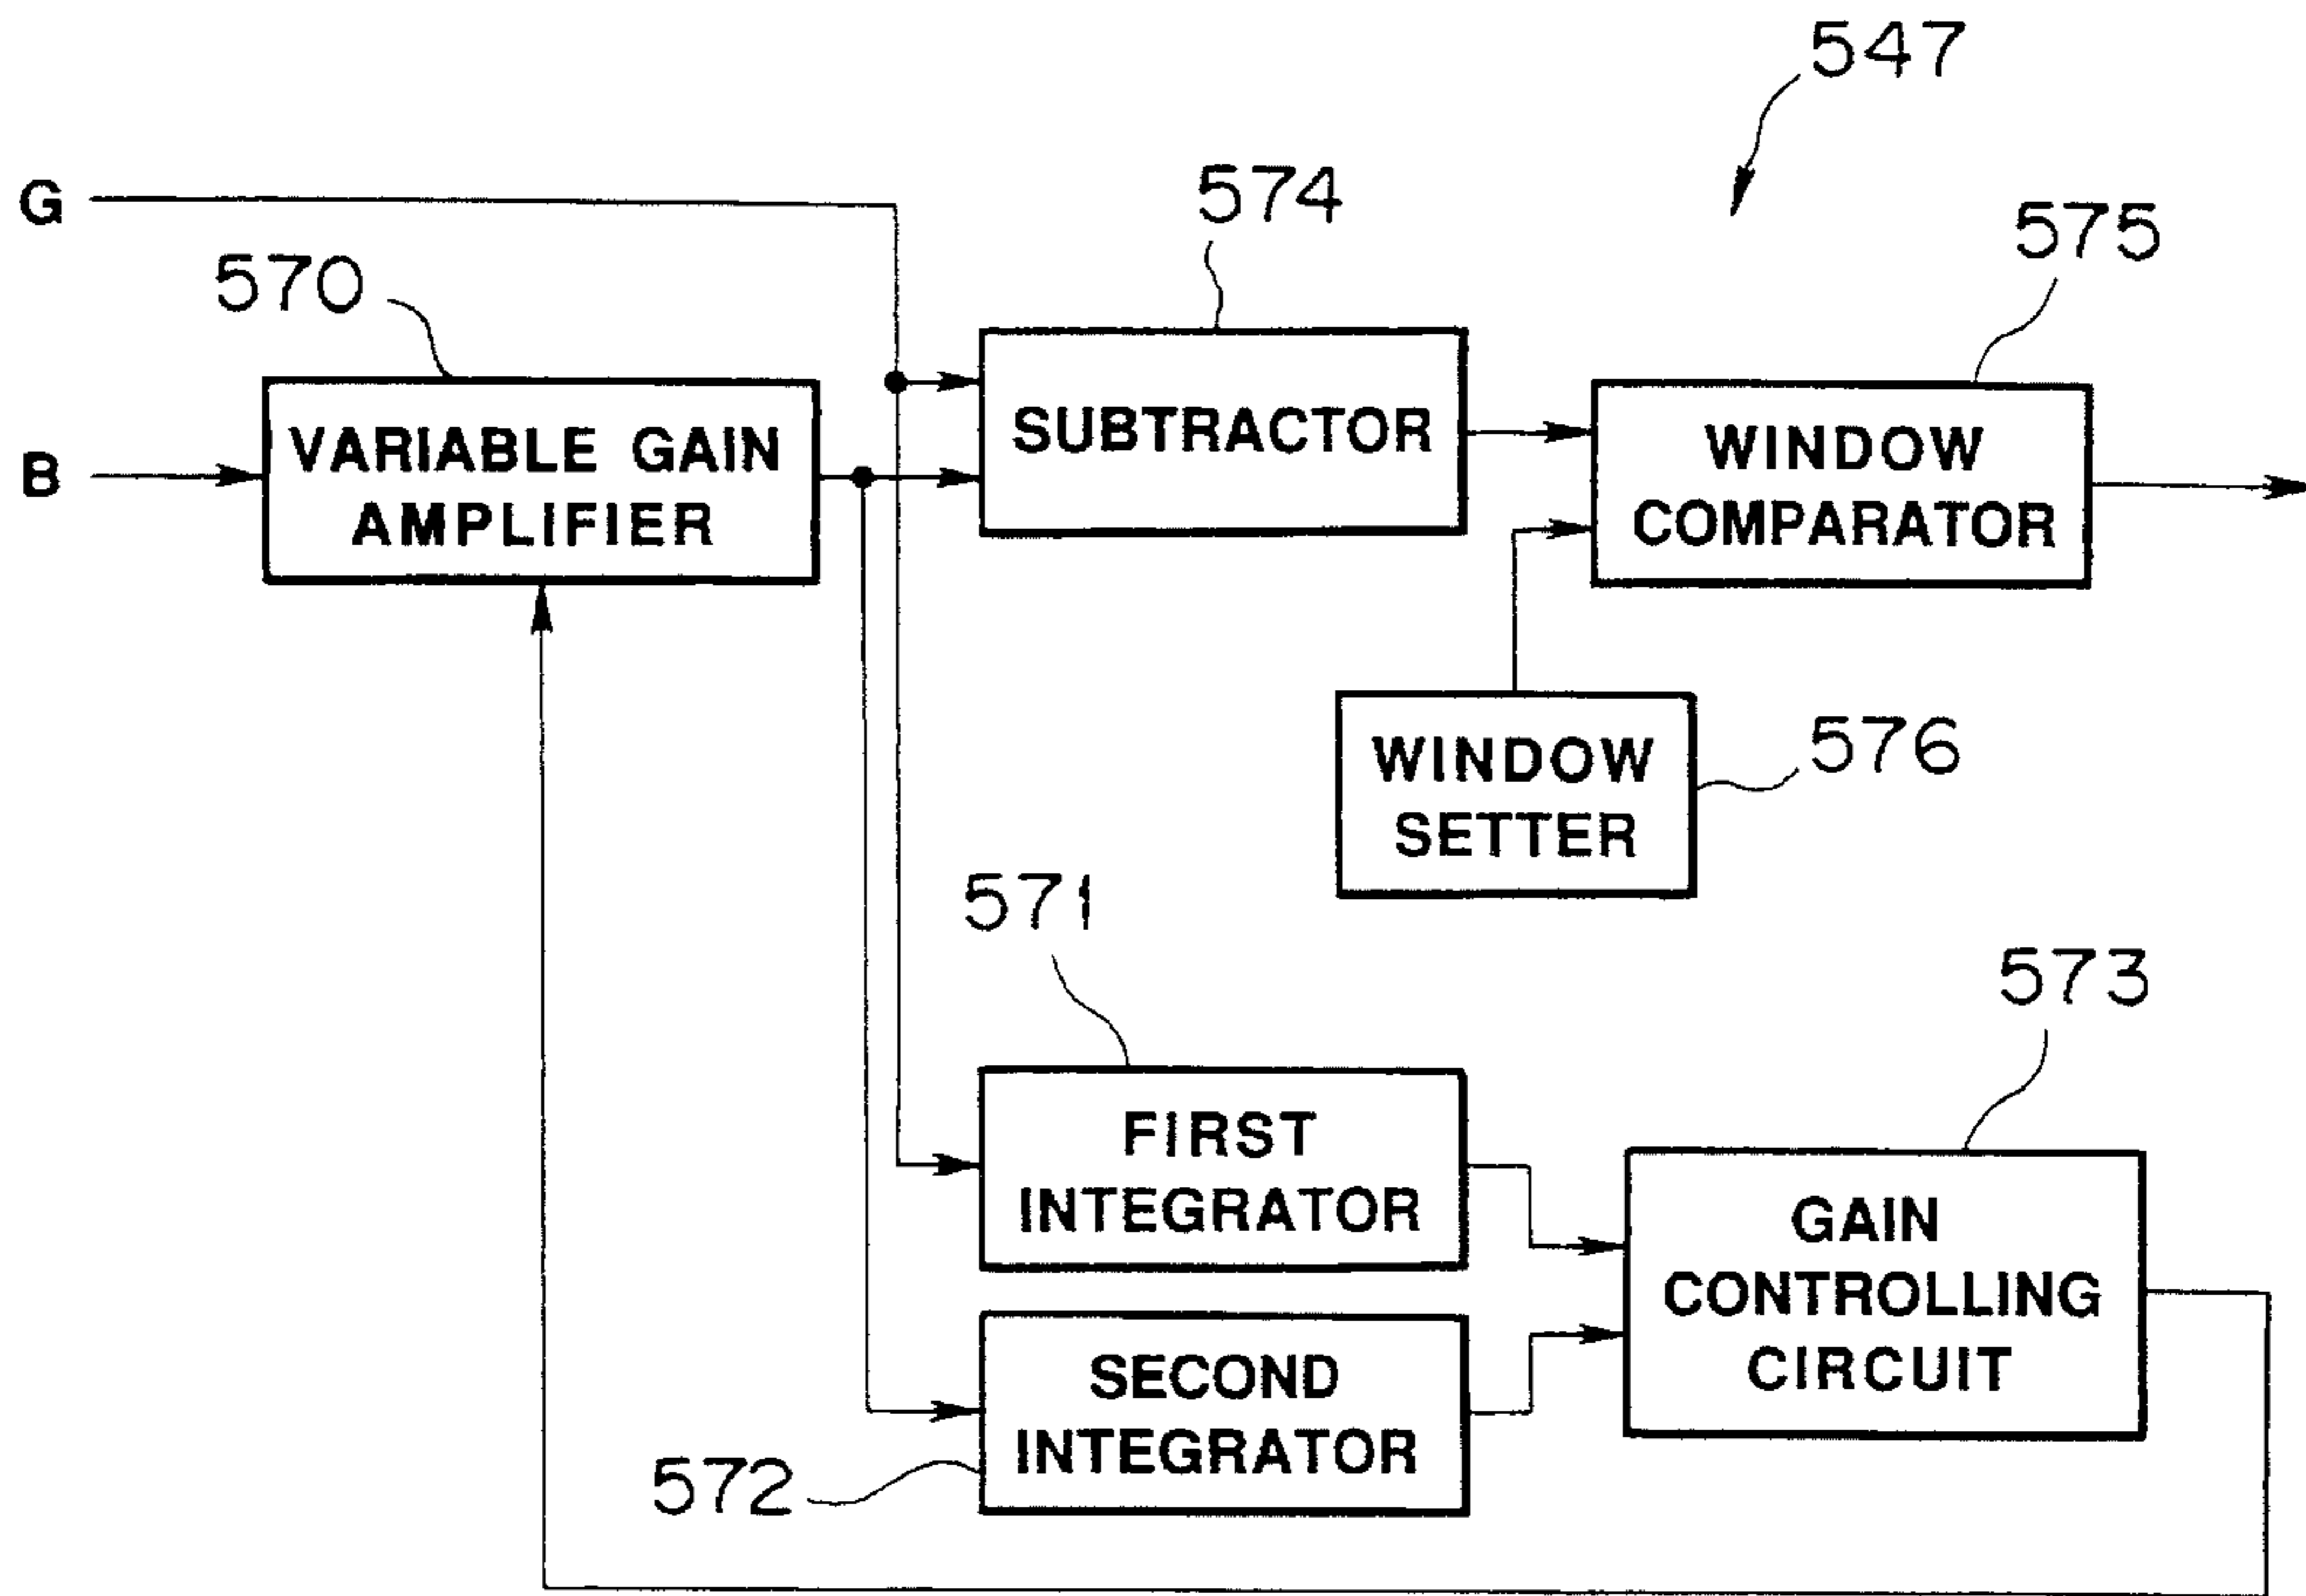 547
G
574
575
570
B
VARIABLE GAIN
AMPLIFIER
SUBTRACTOR
WINDOW
COMPARATOR
WINDOW
SETTER
576
571
573
FIRST
INTEGRATOR
GAIN
CONTROLLING
CIRCUIT
SECOND
INTEGRATOR
572